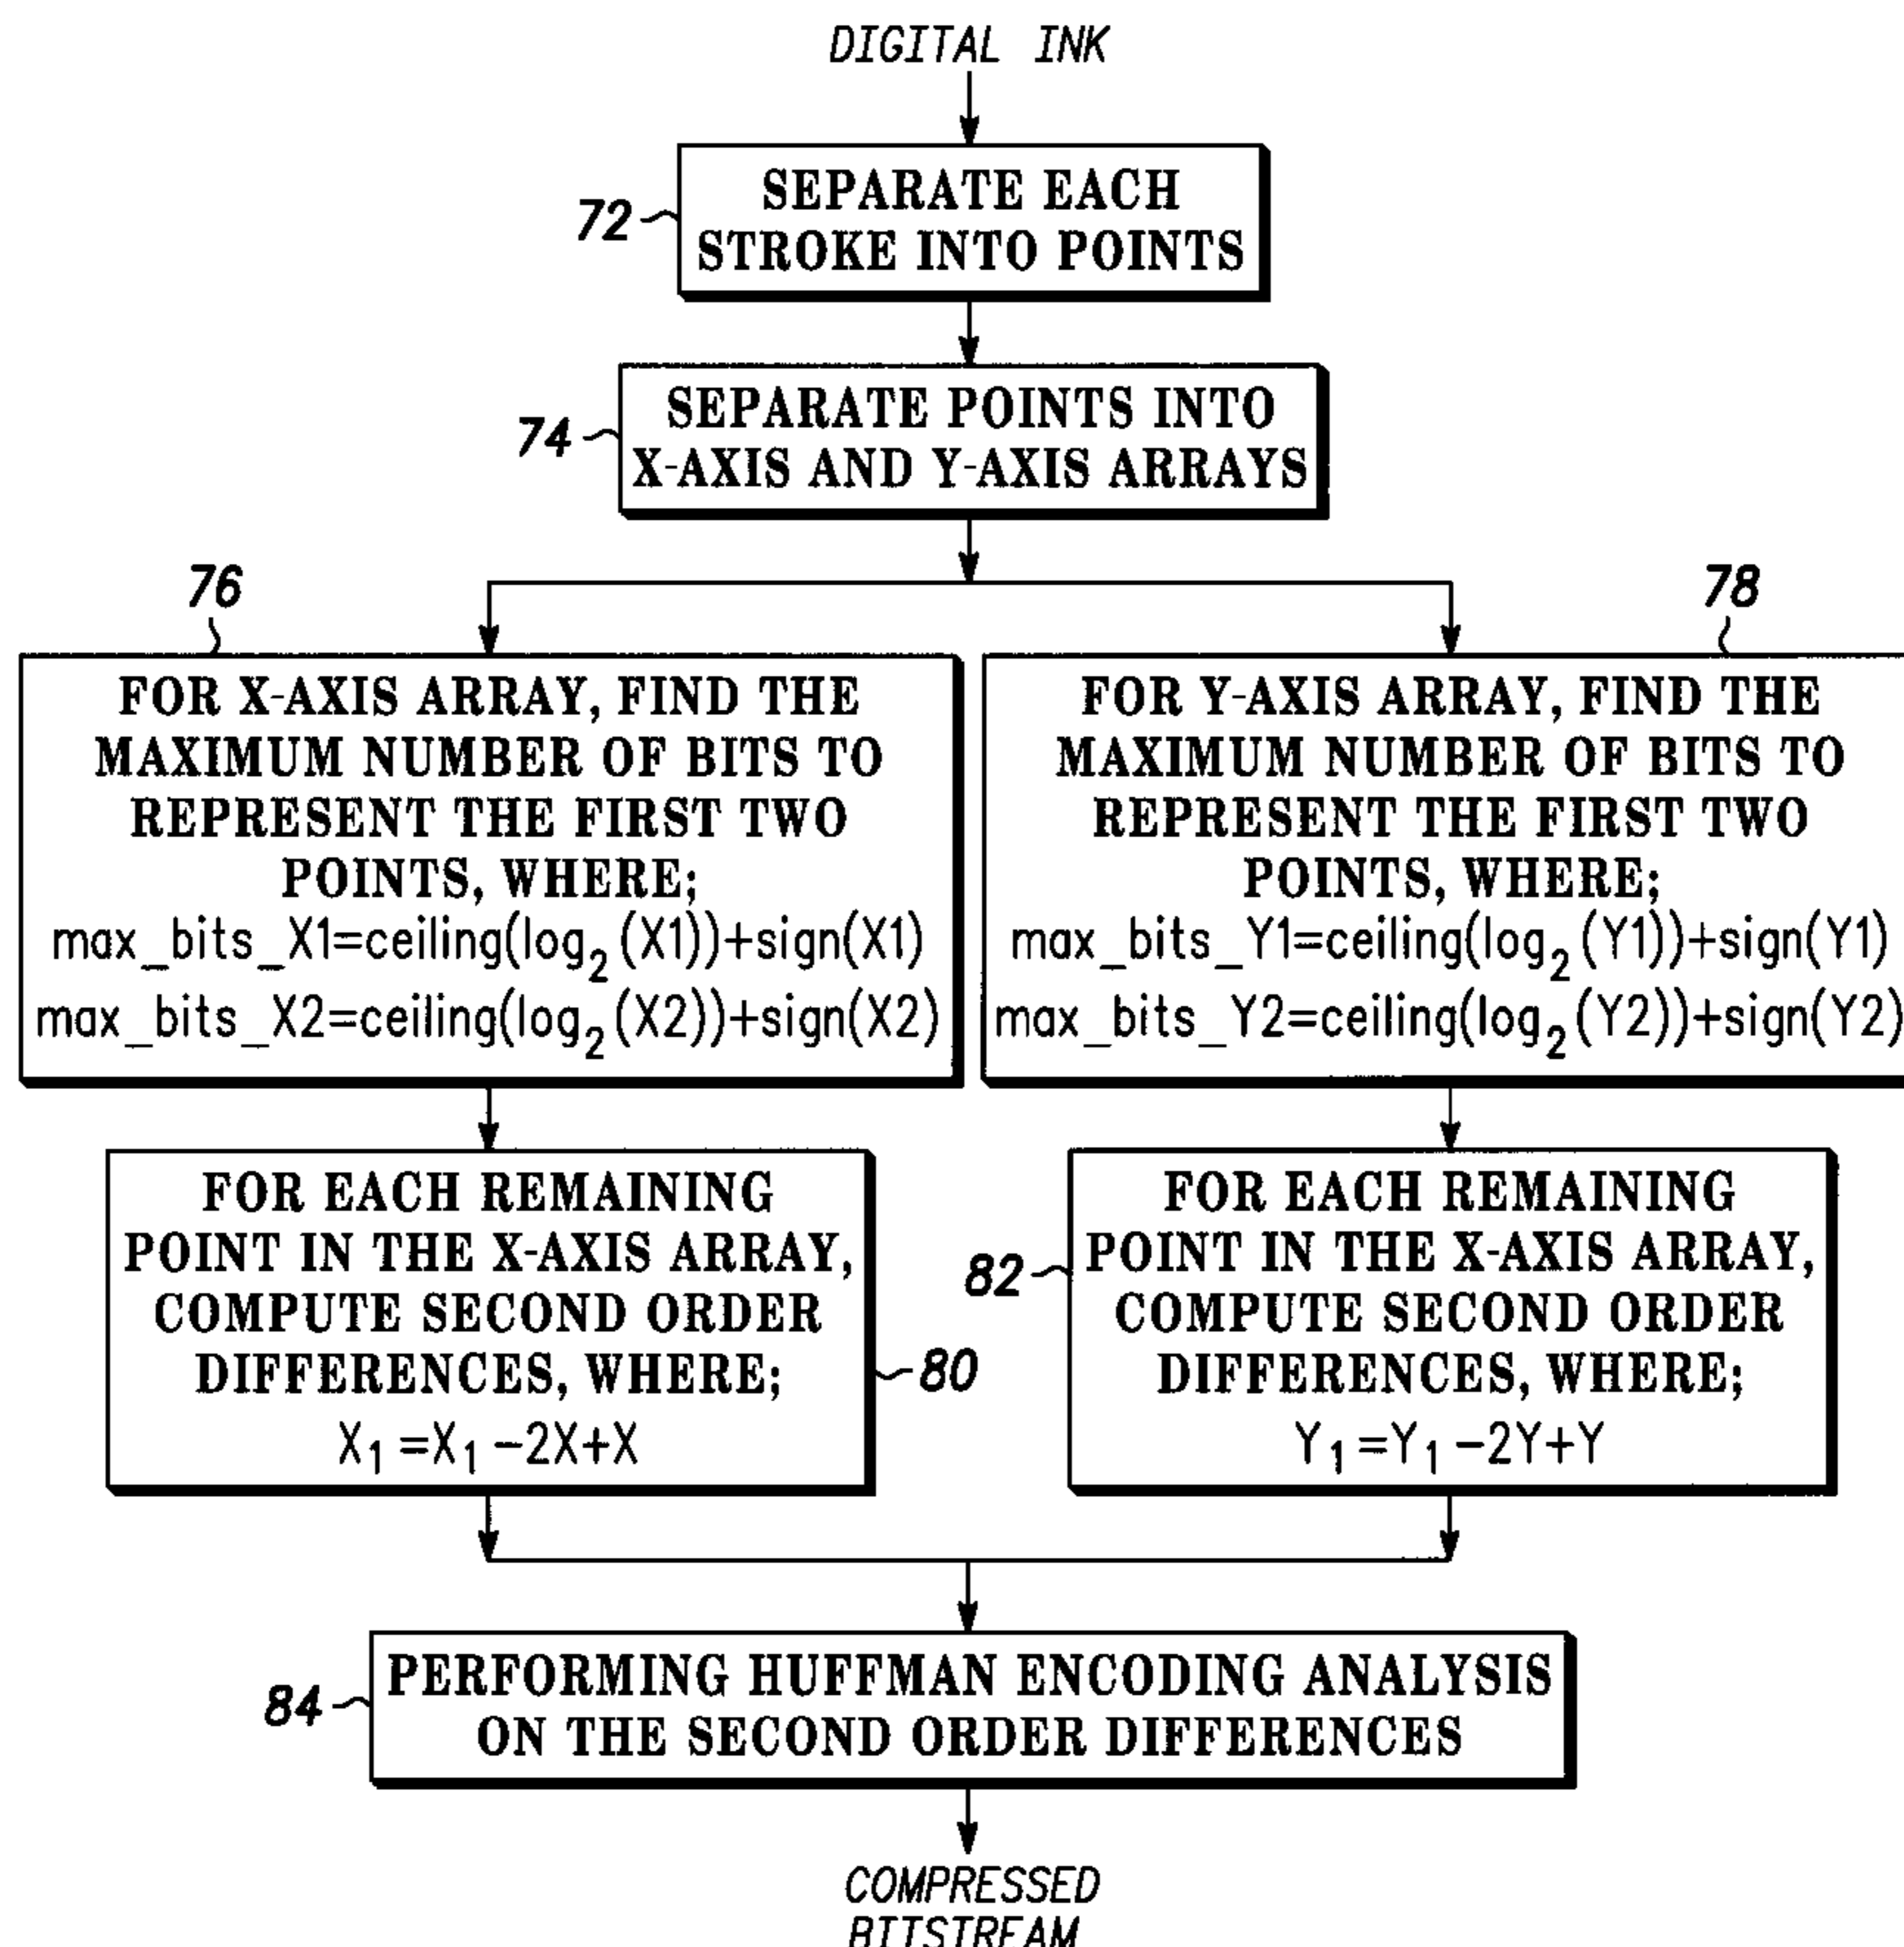 DIGITAL INK
72
SEPARATE EACH
STROKE INTO POINTS
74
SEPARATE POINTS INTO
X-AXIS AND Y-AXIS ARRAYS
76
FOR X-AXIS ARRAY, FIND THE
MAXIMUM NUMBER OF BITS TO
REPRESENT THE FIRST TWO
POINTS, WHERE;
max_bits_X1=ceiling(log₂(X1))+sign(X1)
max_bits_X2=ceiling(log₂(X2))+sign(X2)
78
FOR Y-AXIS ARRAY, FIND THE
MAXIMUM NUMBER OF BITS TO
REPRESENT THE FIRST TWO
POINTS, WHERE;
max_bits_Y1=ceiling(log₂(Y1))+sign(Y1)
max_bits_Y2=ceiling(log₂(Y2))+sign(Y2)
FOR EACH REMAINING
POINT IN THE X-AXIS ARRAY,
COMPUTE SECOND ORDER
DIFFERENCES, WHERE;
X₁=X₁-2X+X
80
82
FOR EACH REMAINING
POINT IN THE X-AXIS ARRAY,
COMPUTE SECOND ORDER
DIFFERENCES, WHERE;
Y₁=Y₁-2Y+Y
84
PERFORMING HUFFMAN ENCODING ANALYSIS
ON THE SECOND ORDER DIFFERENCES
COMPRESSED
BITSTREAM